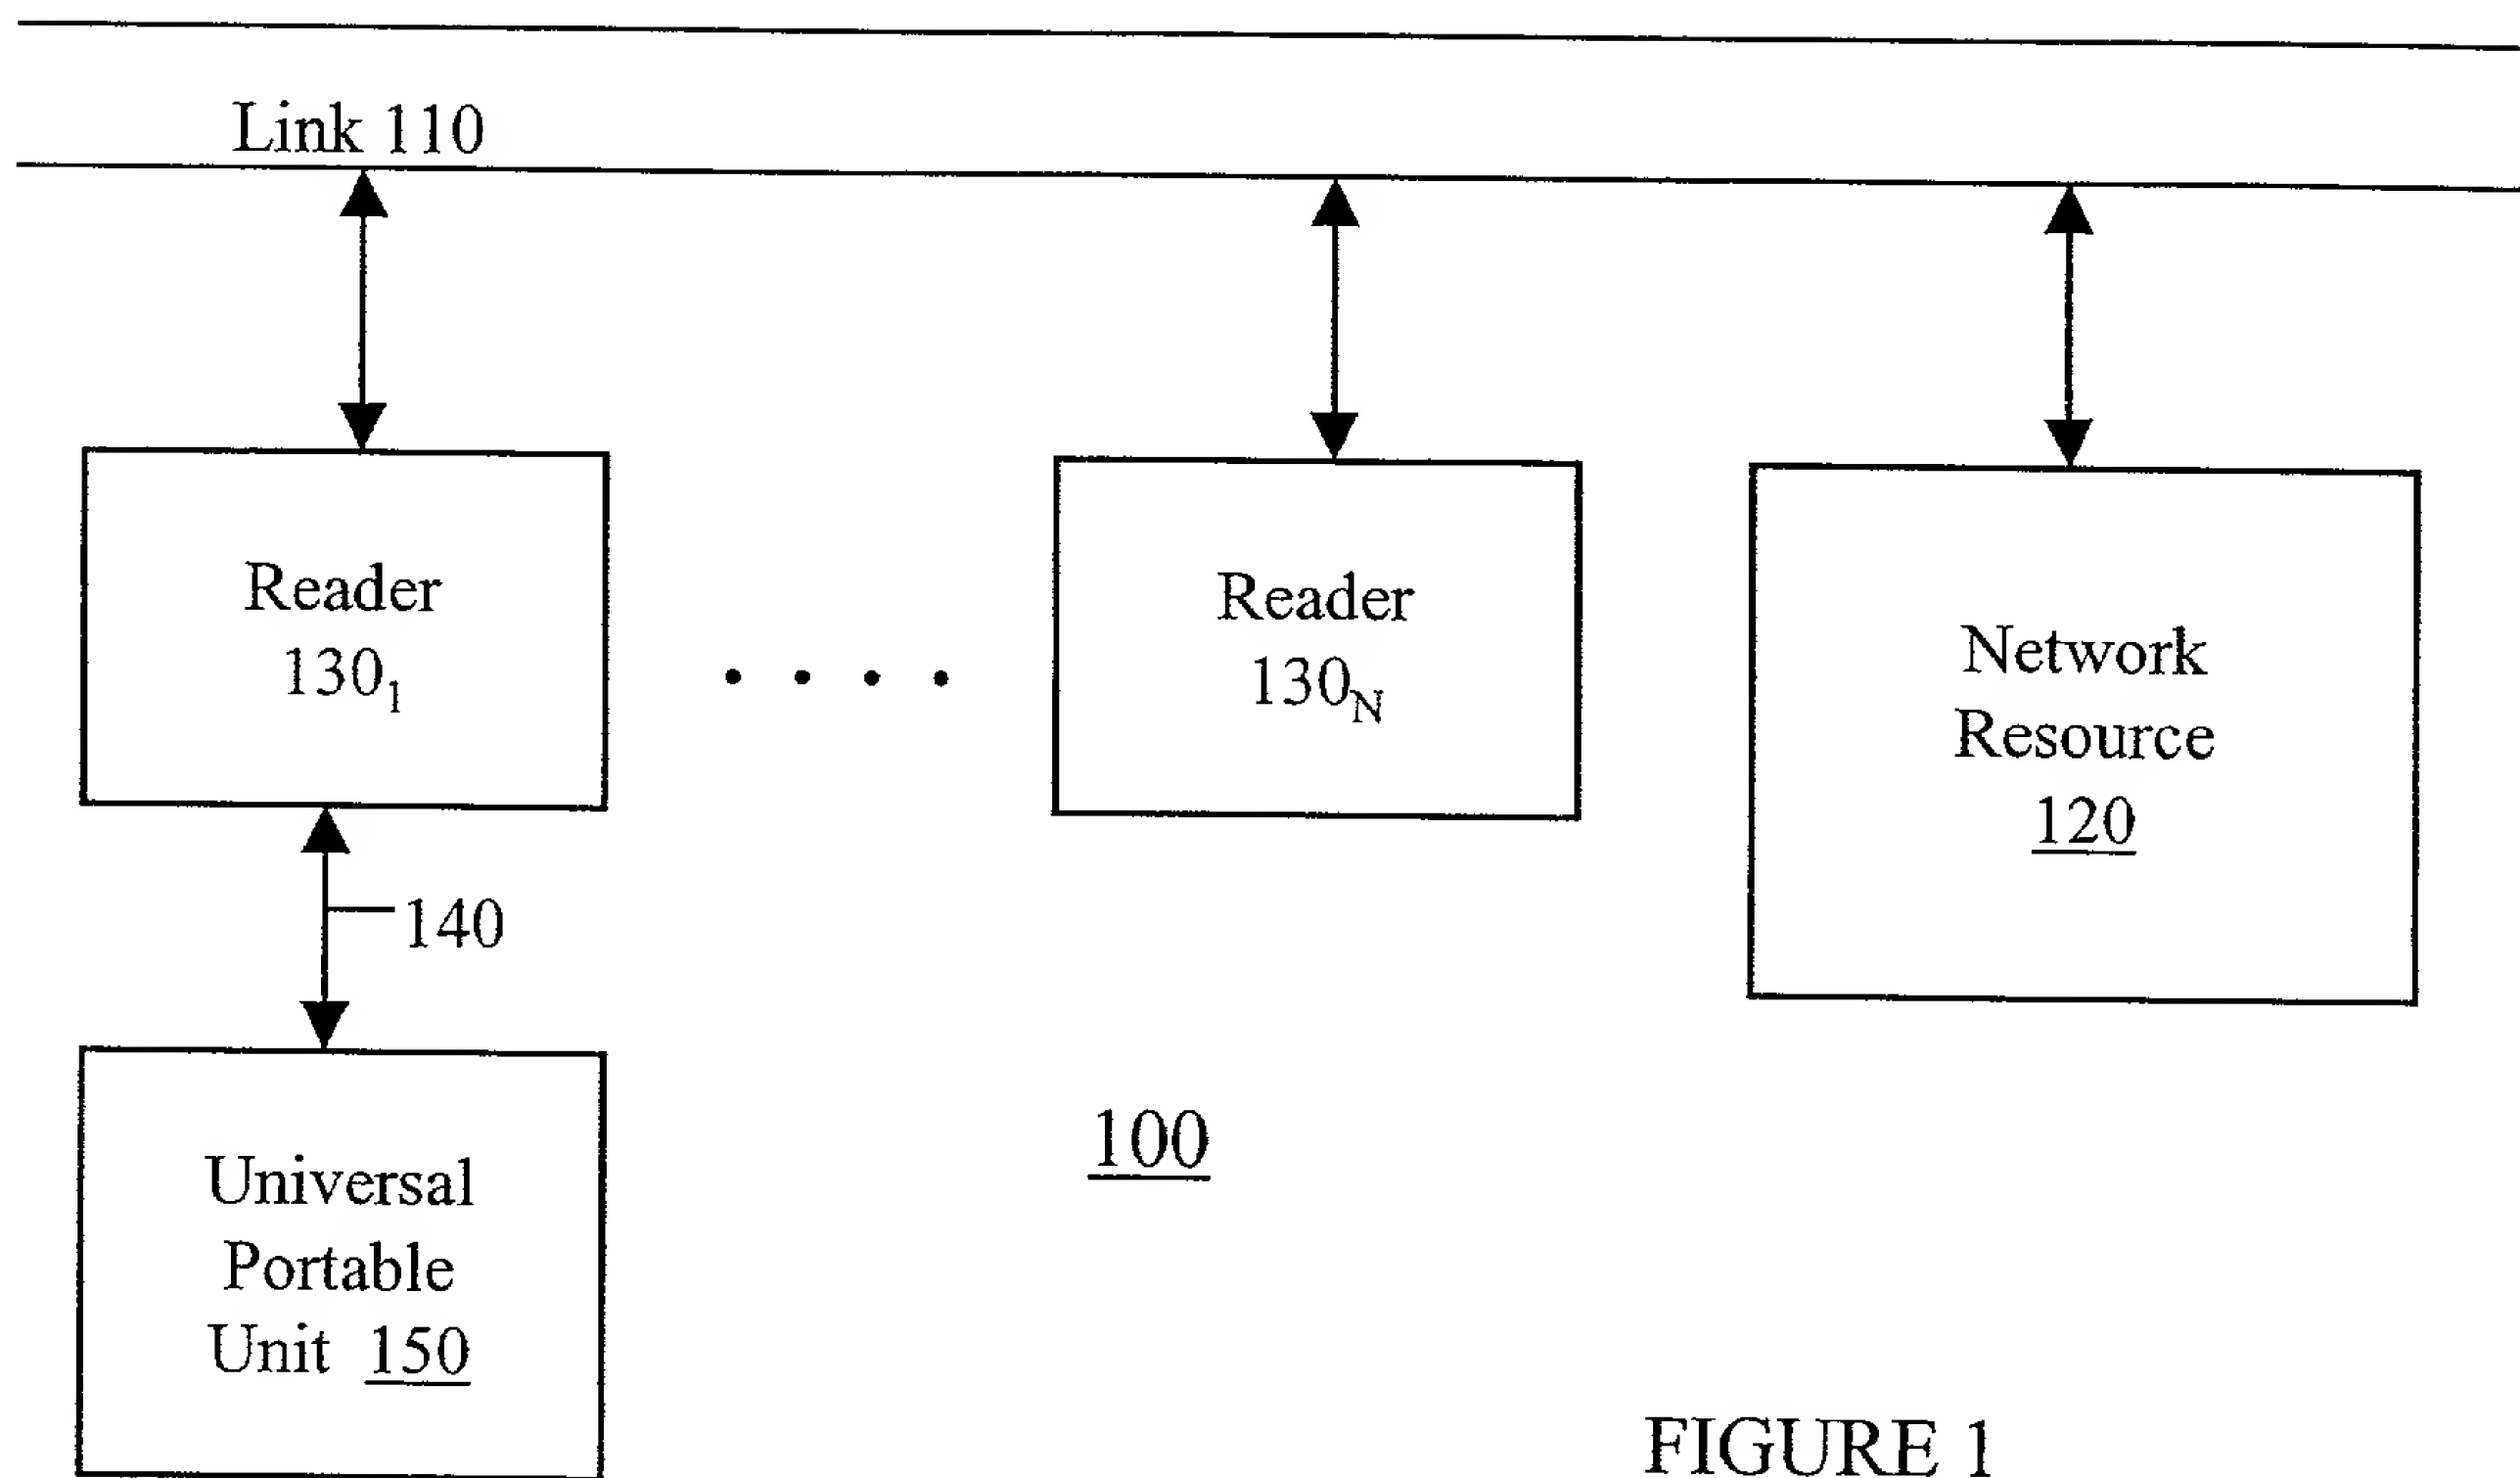 Link 110
Reader
130₁
. . . .
Reader
130N
Network
Resource
120
140
Universal
Portable
Unit 150
100
FIGURE 1